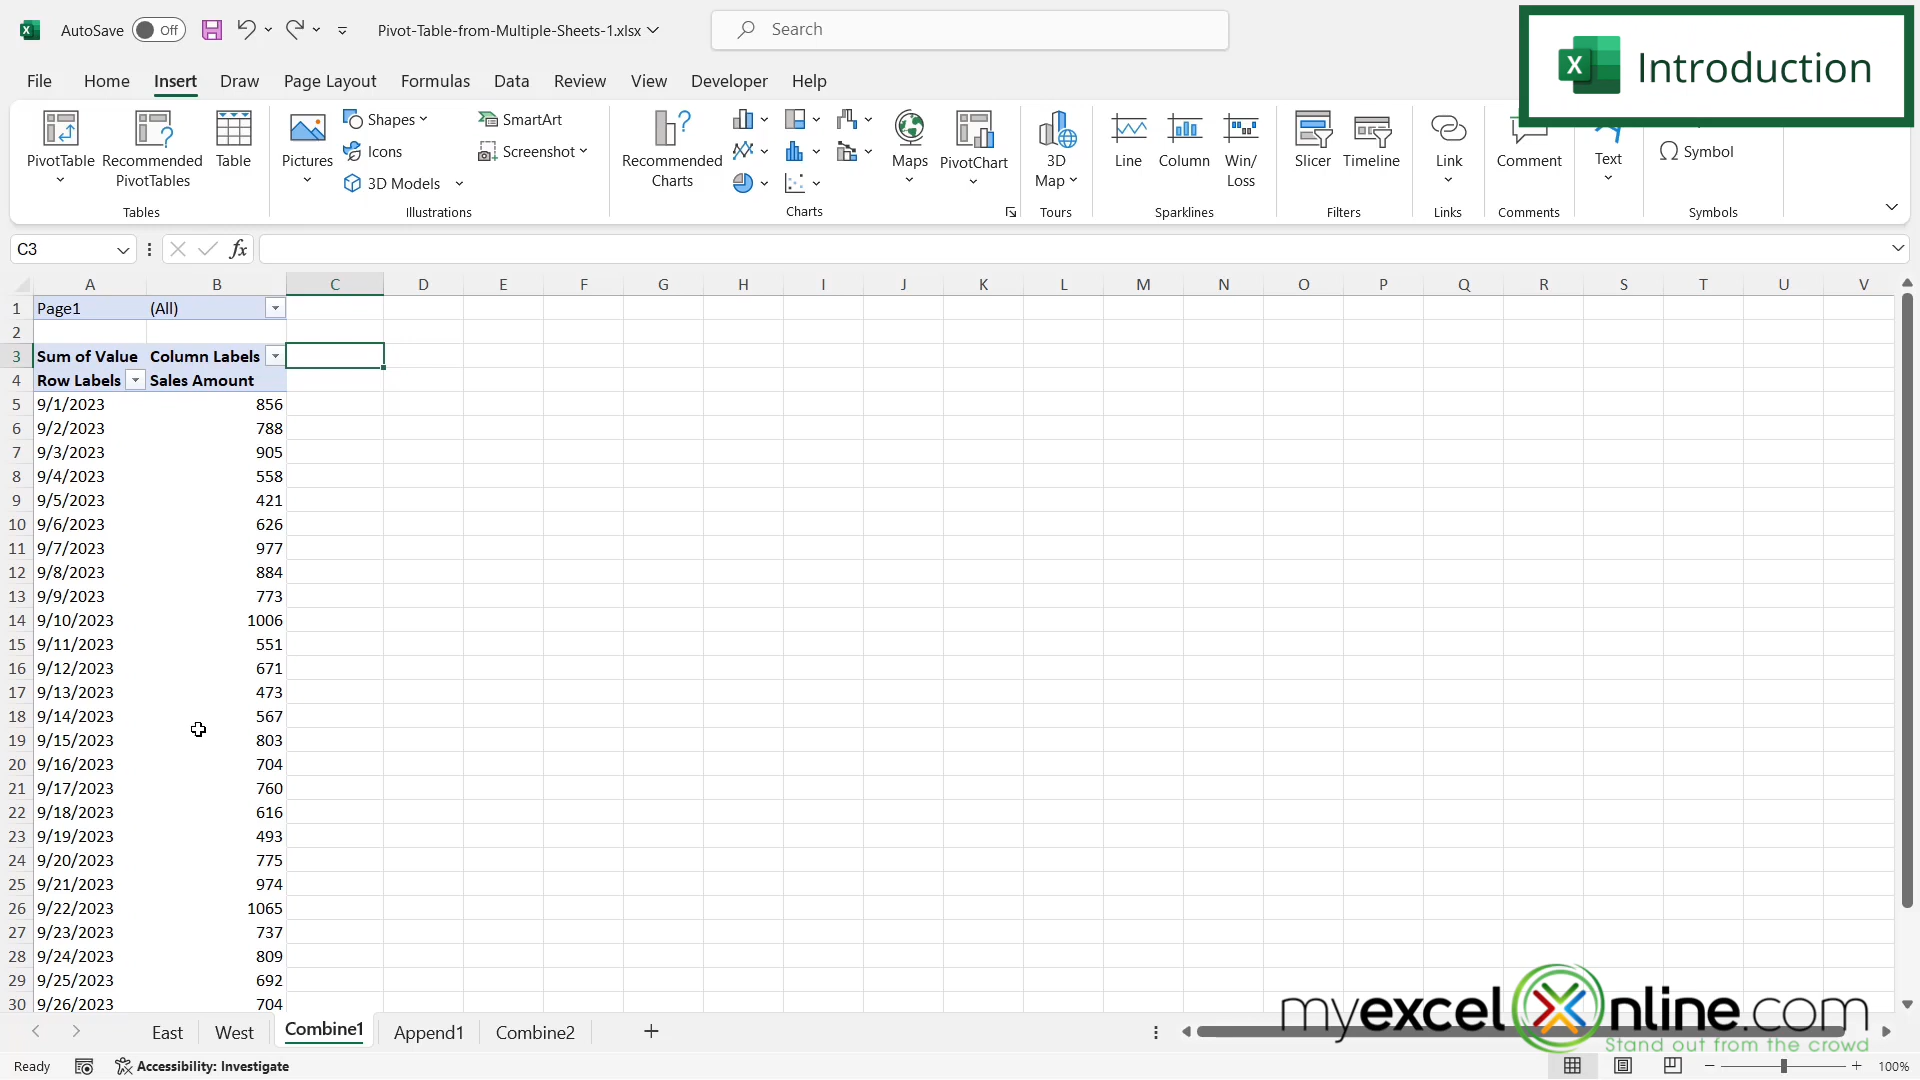 AutoSave Off Pivot-Table-from-Multiple-Sheets-1.xlsx Search
Introduction
File Home Insert Draw Page Layout Formulas Data Review View Developer Help
PivotTable Recommended PivotTables Table
Tables
Pictures Shapes Icons 3D Models SmartArt Screenshot
Illustrations
Recommended Charts Maps PivotChart
Charts
3D Map
Tours
Line Column Win/Loss
Sparklines
Slicer Timeline
Filters
Link
Links
Comment
Comments
Text
Symbol
Symbols
C3 fx
A B C D E F G H I J K L M N O P Q R S T U V
1 Page1 (All)
2
3 Sum of Value Column Labels
4 Row Labels Sales Amount
5 9/1/2023 856
6 9/2/2023 788
7 9/3/2023 905
8 9/4/2023 558
9 9/5/2023 421
10 9/6/2023 626
11 9/7/2023 977
12 9/8/2023 884
13 9/9/2023 773
14 9/10/2023 1006
15 9/11/2023 551
16 9/12/2023 671
17 9/13/2023 473
18 9/14/2023 567
19 9/15/2023 803
20 9/16/2023 704
21 9/17/2023 760
22 9/18/2023 616
23 9/19/2023 493
24 9/20/2023 775
25 9/21/2023 974
26 9/22/2023 1065
27 9/23/2023 737
28 9/24/2023 809
29 9/25/2023 692
30 9/26/2023 704
East West Combine1 Append1 Combine2
myexcelonline.com
Stand out from the crowd
Ready Accessibility: Investigate 100%